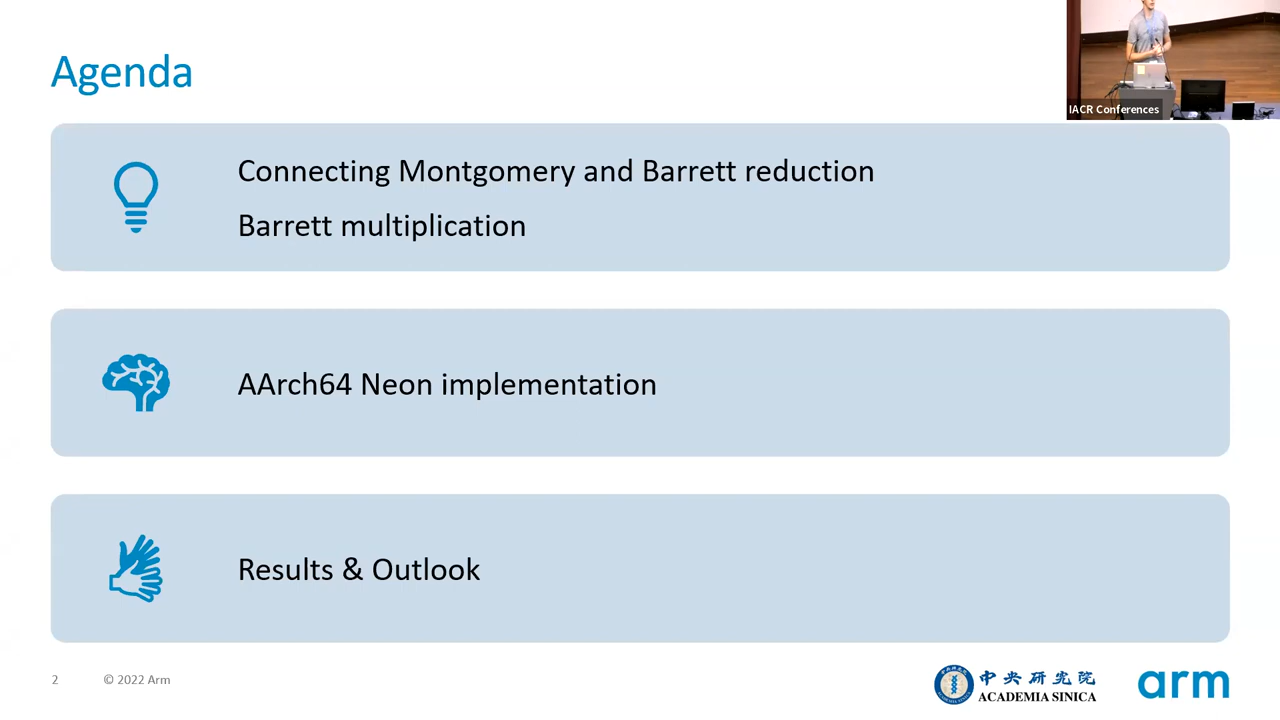 Agenda
IACR Conferences
Connecting Montgomery and Barrett reduction
Barrett multiplication
AArch64 Neon implementation
Results & Outlook
2
© 2022 Arm
中央研究院
ACADEMIA SINICA
arm